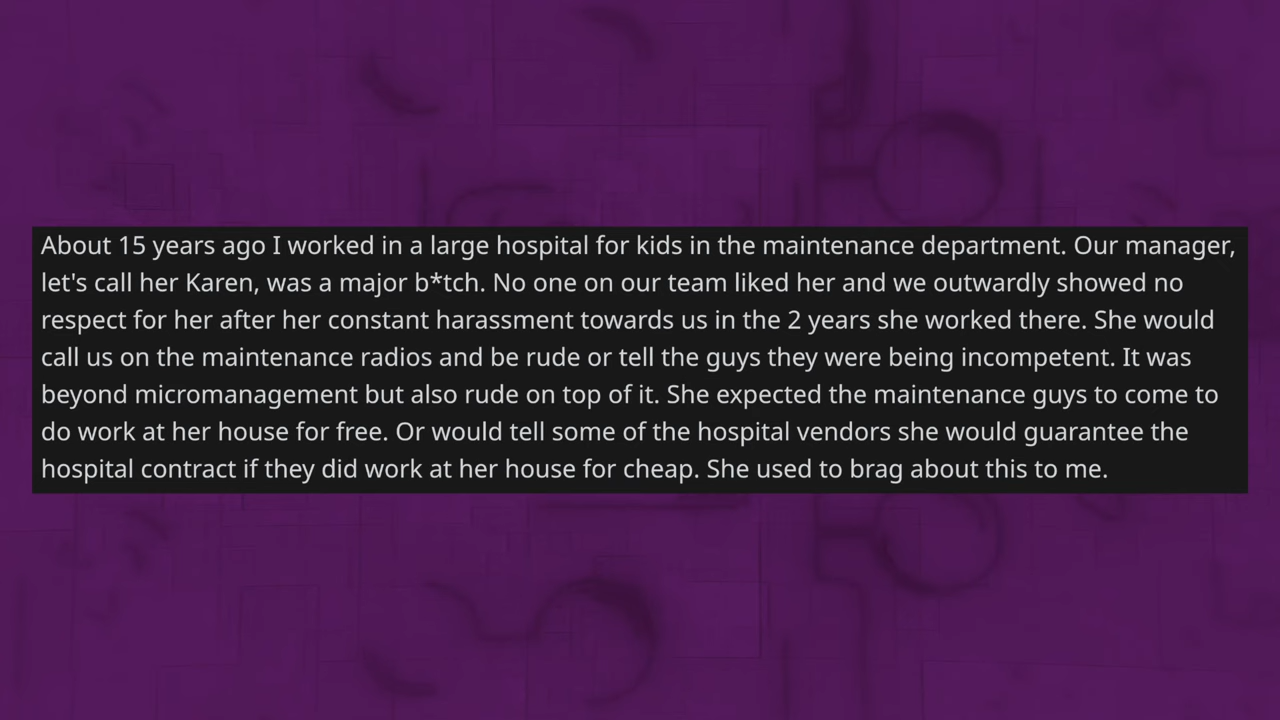 About 15 years ago I worked in a large hospital for kids in the maintenance department. Our manager,
let's call her Karen, was a major b*tch. No one on our team liked her and we outwardly showed no
respect for her after her constant harassment towards us in the 2 years she worked there. She would
call us on the maintenance radios and be rude or tell the guys they were being incompetent. It was
beyond micromanagement but also rude on top of it. She expected the maintenance guys to come to
do work at her house for free. Or would tell some of the hospital vendors she would guarantee the
hospital contract if they did work at her house for cheap. She used to brag about this to me.